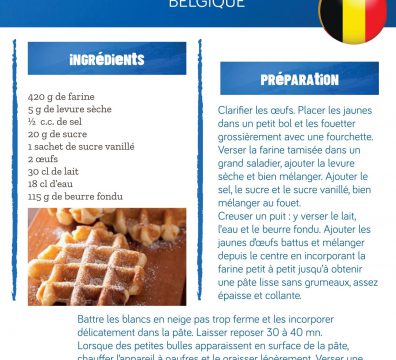 BELGIQUE
INGRÉDIENTS
420 g de farine
5 g de levure sèche
½ c.c. de sel
20 g de sucre
1 sachet de sucre vanillé
2 œufs
30 cl de lait
18 cl d'eau
115 g de beurre fondu
PRÉPARATION
Clarifier les œufs. Placer les jaunes
dans un petit bol et les fouetter
grossièrement avec une fourchette.
Verser la farine tamisée dans un
grand saladier, ajouter la levure
sèche et bien mélanger. Ajouter le
sel, le sucre et le sucre vanillé, bien
mélanger au fouet.
Creuser un puit : y verser le lait,
l'eau et le beurre fondu. Ajouter les
jaunes d'œufs battus et mélanger
depuis le centre en incorporant la
farine petit à petit jusqu'à obtenir
une pâte lisse sans grumeaux, assez
épaisse et collante.
Battre les blancs en neige pas trop ferme et les incorporer
délicatement dans la pâte. Laisser reposer 30 à 40 mn.
Lorsque des petites bulles apparaissent en surface de la pâte,
chauffer l'appareil à gaufres et le graisser légèrement. Verser une